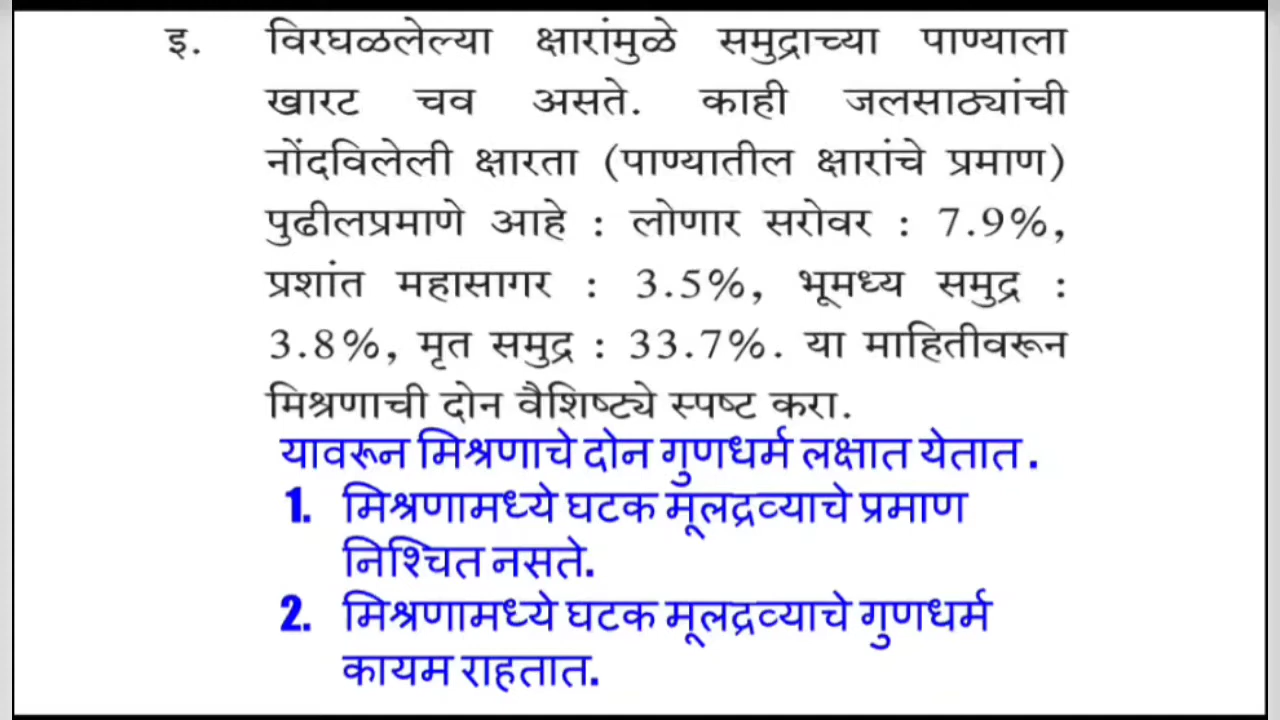 इ. विरघळलेल्या क्षारांमुळे समुद्राच्या पाण्याला
खारट चव असते. काही जलसाठ्यांची
नोंदविलेली क्षारता (पाण्यातील क्षारांचे प्रमाण)
पुढीलप्रमाणे आहे : लोणार सरोवर : 7.9%,
प्रशांत महासागर : 3.5%, भूमध्य समुद्र :
3.8%, मृत समुद्र : 33.7%. या माहितीवरून
मिश्रणाची दोन वैशिष्ट्ये स्पष्ट करा.
यावरून मिश्रणाचे दोन गुणधर्म लक्षात येतात .
1. मिश्रणामध्ये घटक मूलद्रव्याचे प्रमाण
निश्चित नसते.
2. मिश्रणामध्ये घटक मूलद्रव्याचे गुणधर्म
कायम राहतात.